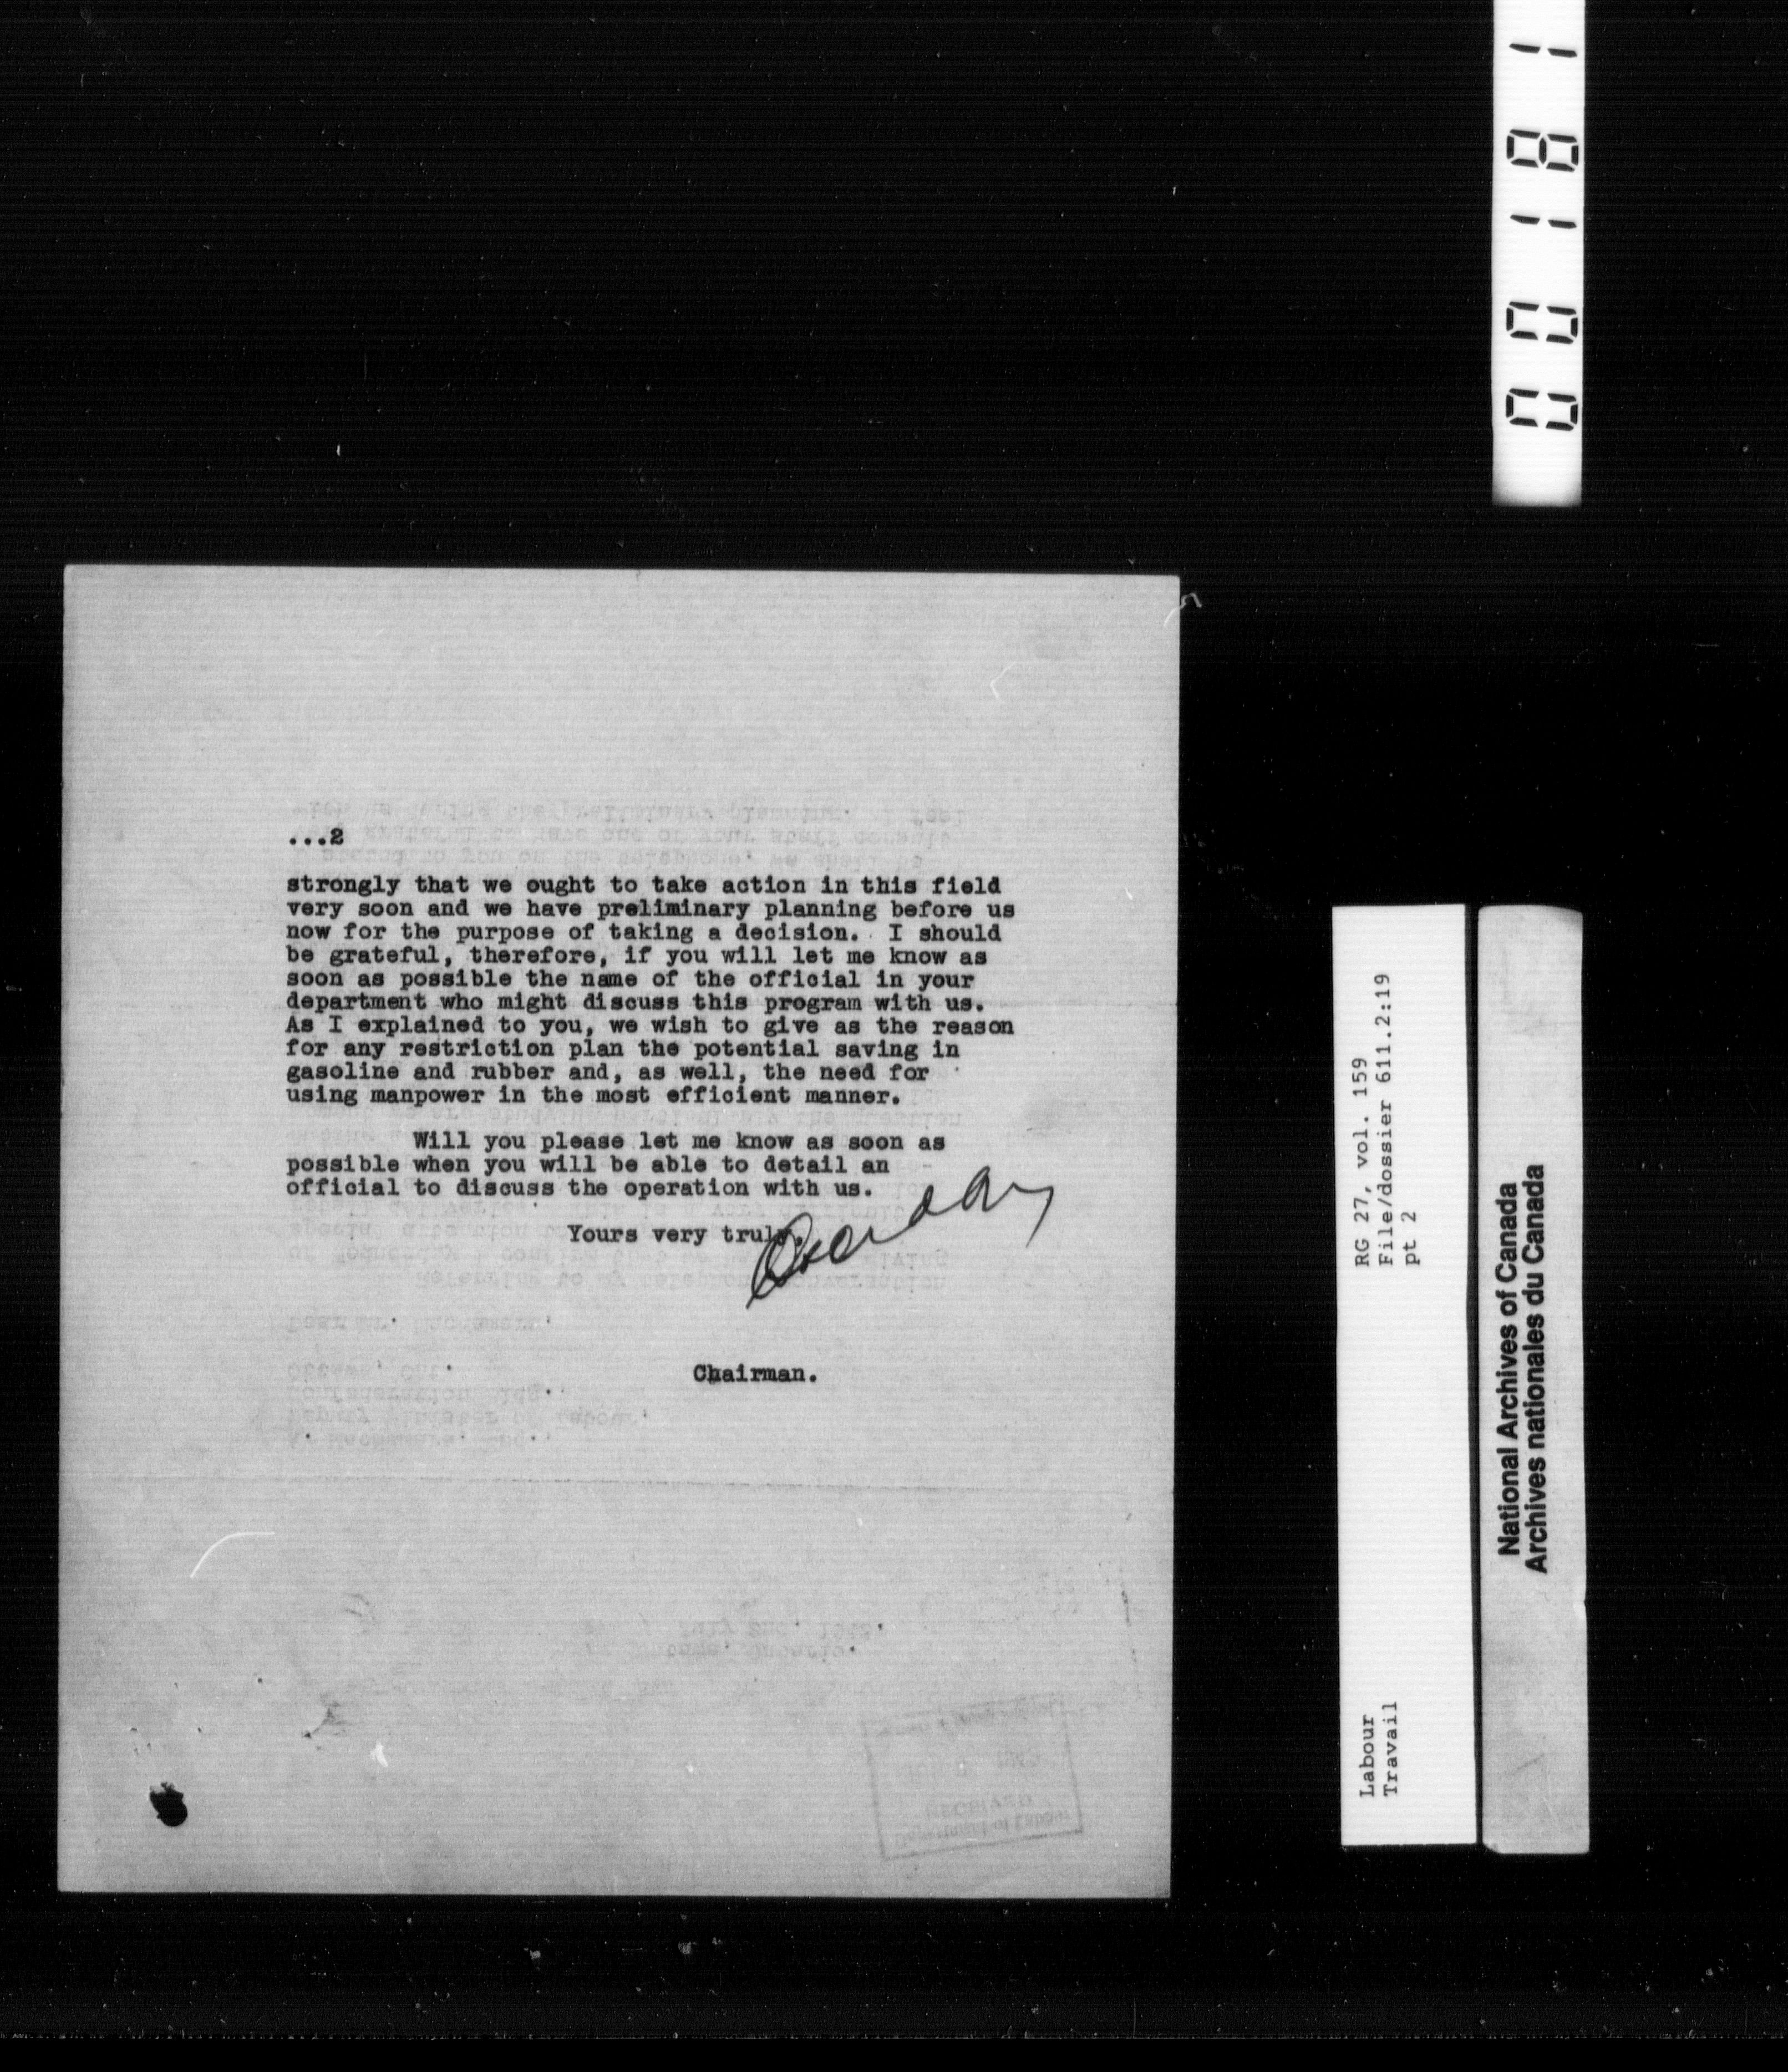 ...2
strongly that we ought to take action in this field
very soon and we have preliminary planning before us
now for the purpose of taking a decision. I should
be grateful, therefore, if you will let me know as
soon as possible the name of the official in your
department who might discuss this program with us.
As I explained to you, we wish to give as the reason
for any restriction plan the potential saving in
gasoline and rubber and, as well, the need for
using manpower in the most efficient manner.
Will you please let me know as soon as
possible when you will be able to detail an
official to discuss the operation with us.
Yours very truly,
Chairman.
00181
RG 27, vol. 159
File/dossier 611.2:19
pt 2
Labour
Travail
National Archives of Canada
Archives nationales du Canada